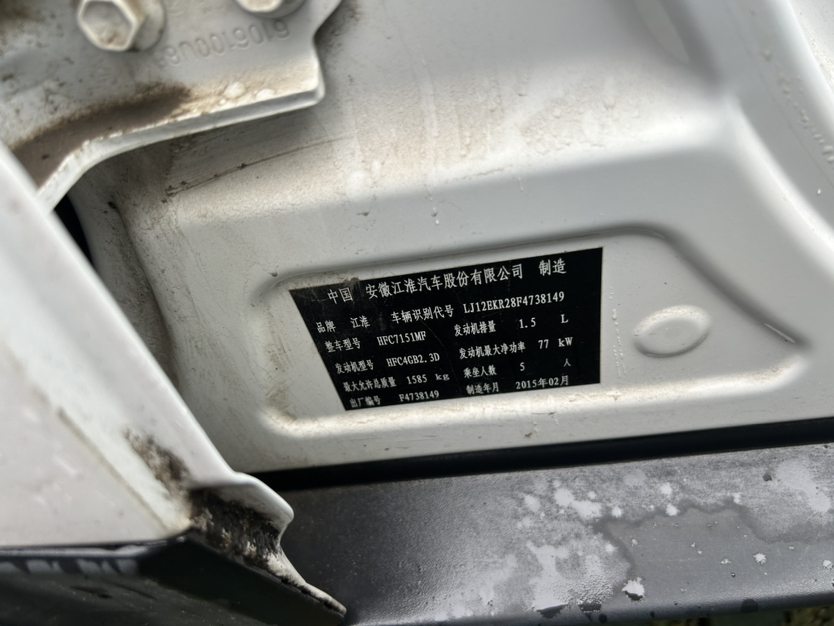 6106100U8
中国 安徽江淮汽车股份有限公司 制造
品牌 江淮 车辆识别代号 LJ12EKR28F4738149
整车型号 HFC7151MF 发动机排量 1.5 L
发动机型号 HFC4GB2.3D 发动机最大净功率 77 kW
最大允许总质量 1585 kg 乘坐人数 5 人
出厂编号 F4738149 制造年月 2015年02月